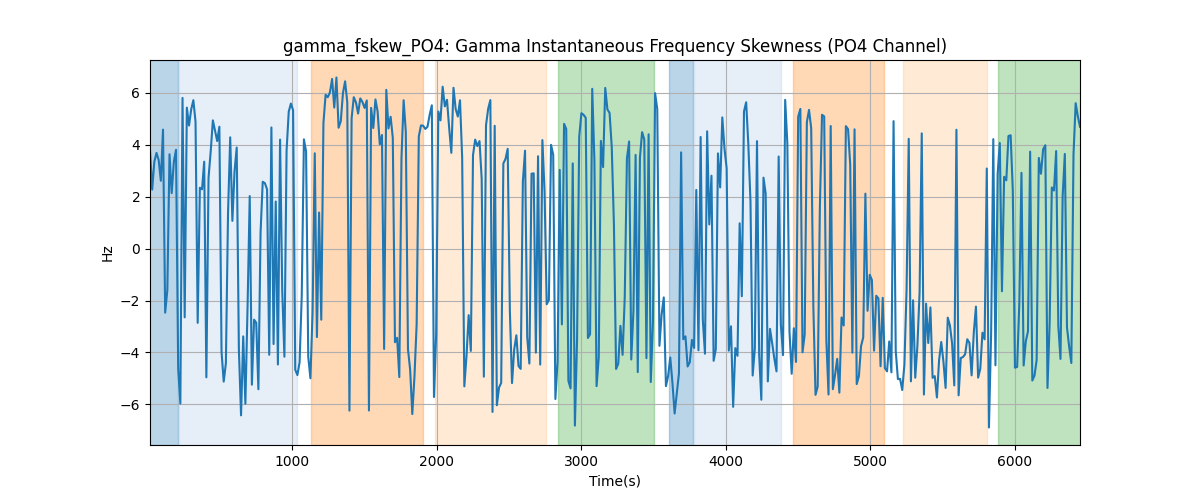 gamma_fskew_PO4: Gamma Instantaneous Frequency Skewness (PO4 Channel)
6
4
2
0
−2
−4
−6
Hz
1000 2000 3000 4000 5000 6000
Time(s)